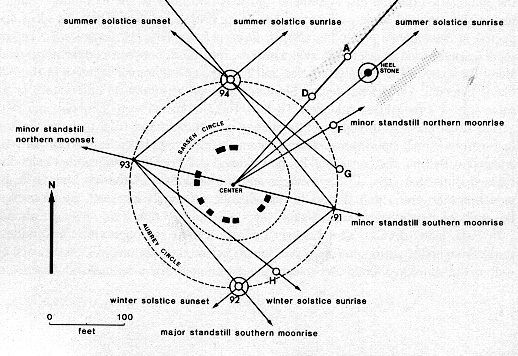 summer solstice sunset
summer solstice sunrise
summer solstice sunrise
A
HEEL
STONE
D
94
minor standstill
northern moonset
SARSEN CIRCLE
F
minor standstill northern moonrise
93
G
N
CENTER
91
minor standstill southern moonrise
AUBREY CIRCLE
H
winter solstice sunset
92
winter solstice sunrise
0 100
feet
major standstill southern moonrise